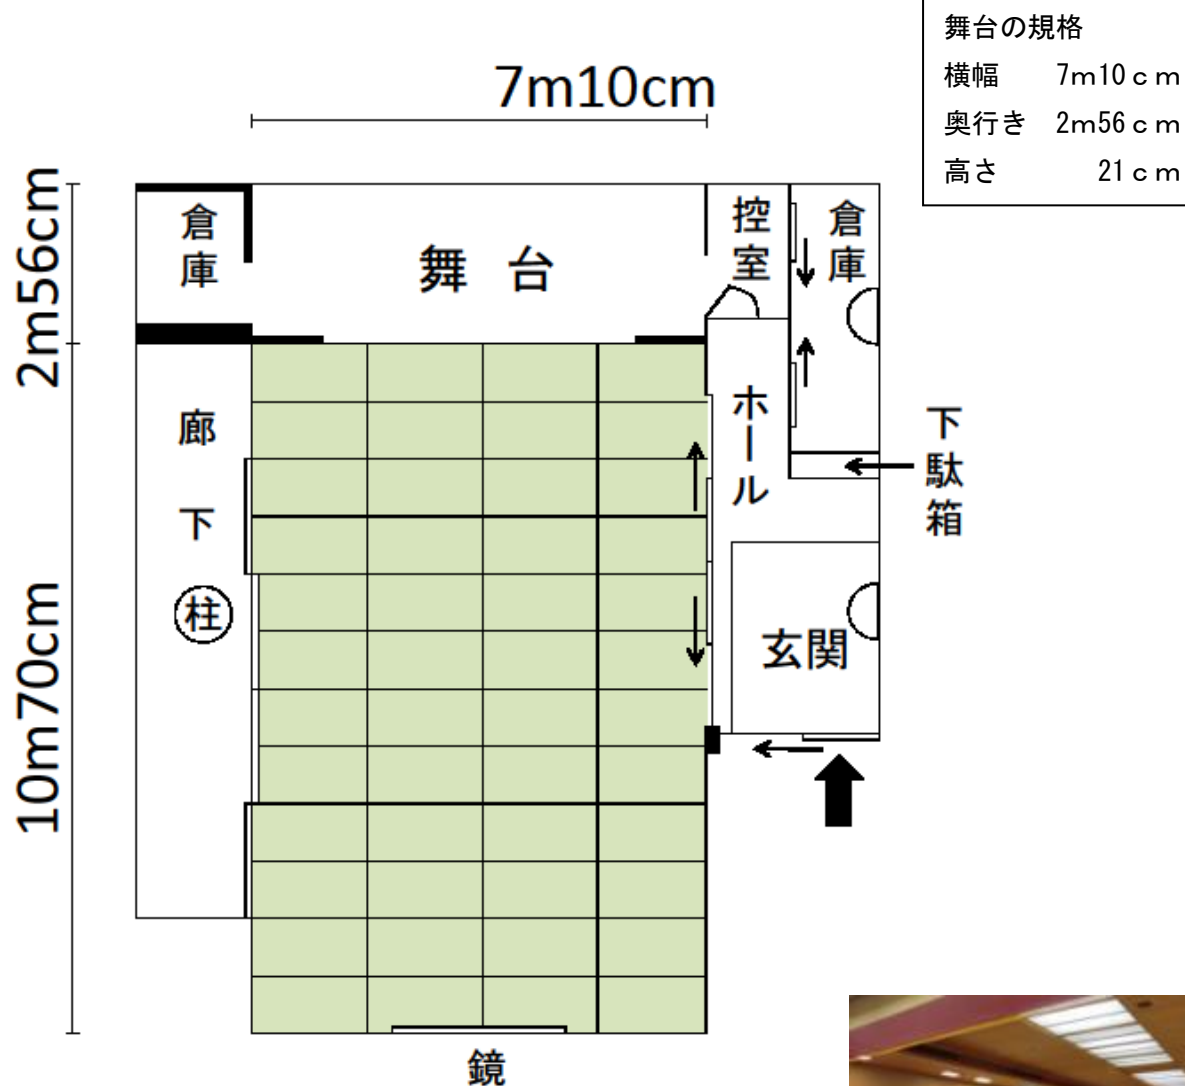 舞台の規格
横幅 7m10ｃｍ
奥行き 2m56ｃｍ
高さ 21ｃｍ
7m10cm
2m56cm
倉庫
舞 台
控室
倉庫
廊下
ホール
下駄箱
柱
玄関
10m70cm
鏡